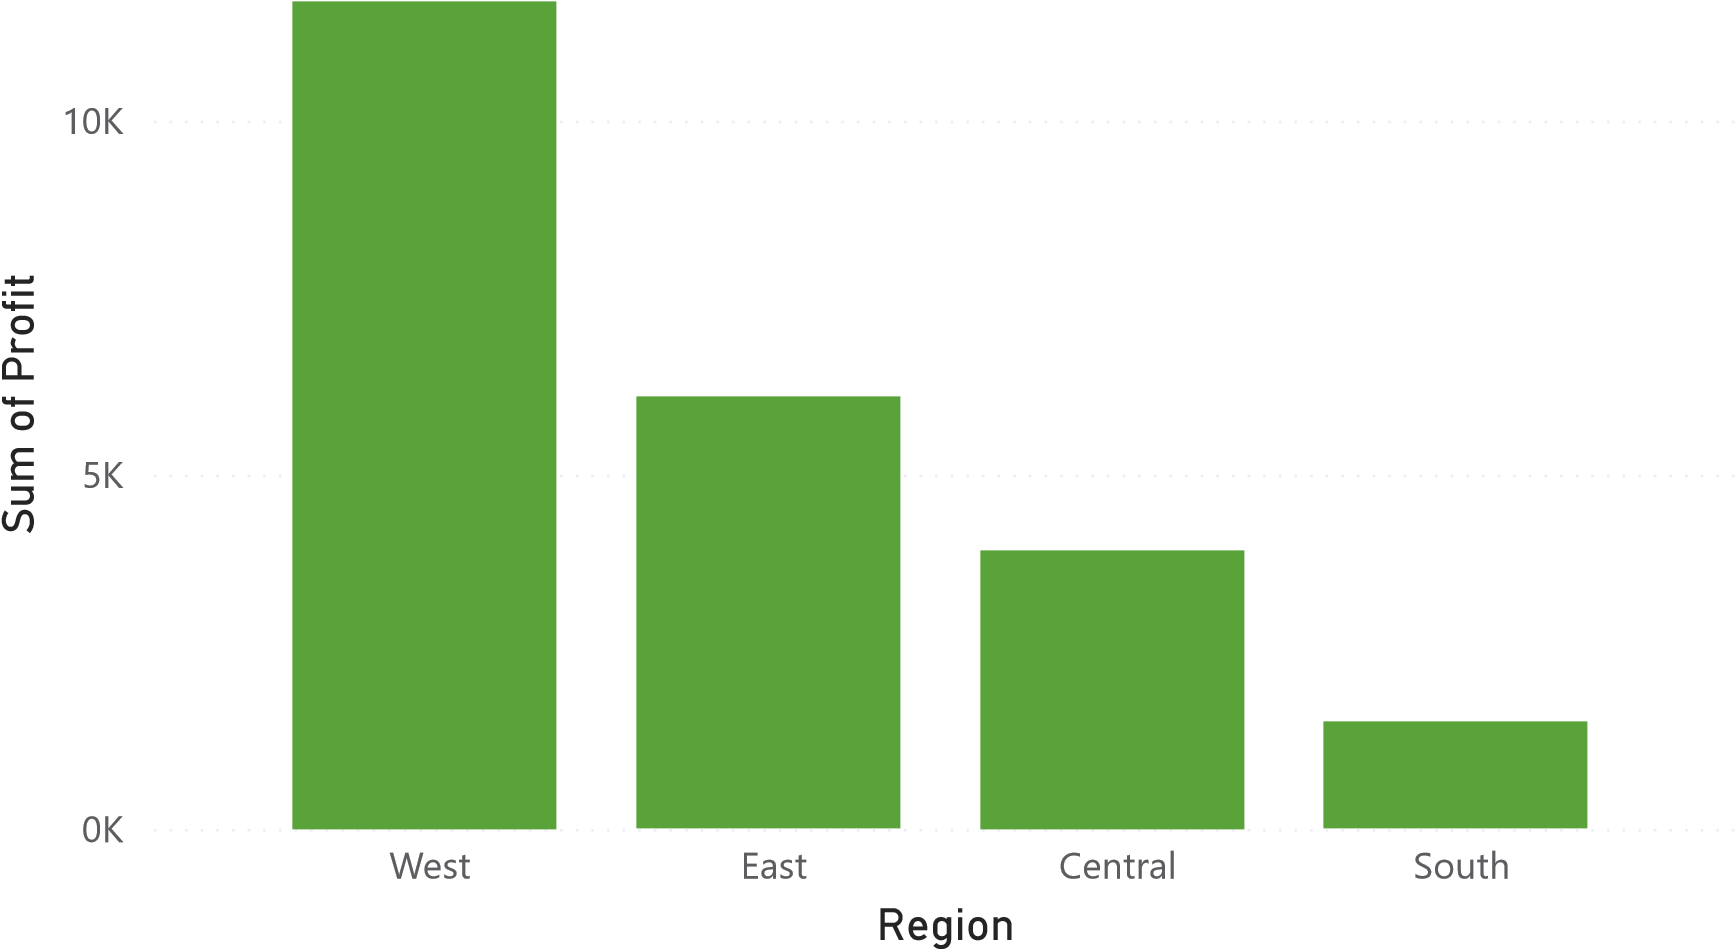 Sum of Profit
10K
5K
0K
West East Central South
Region